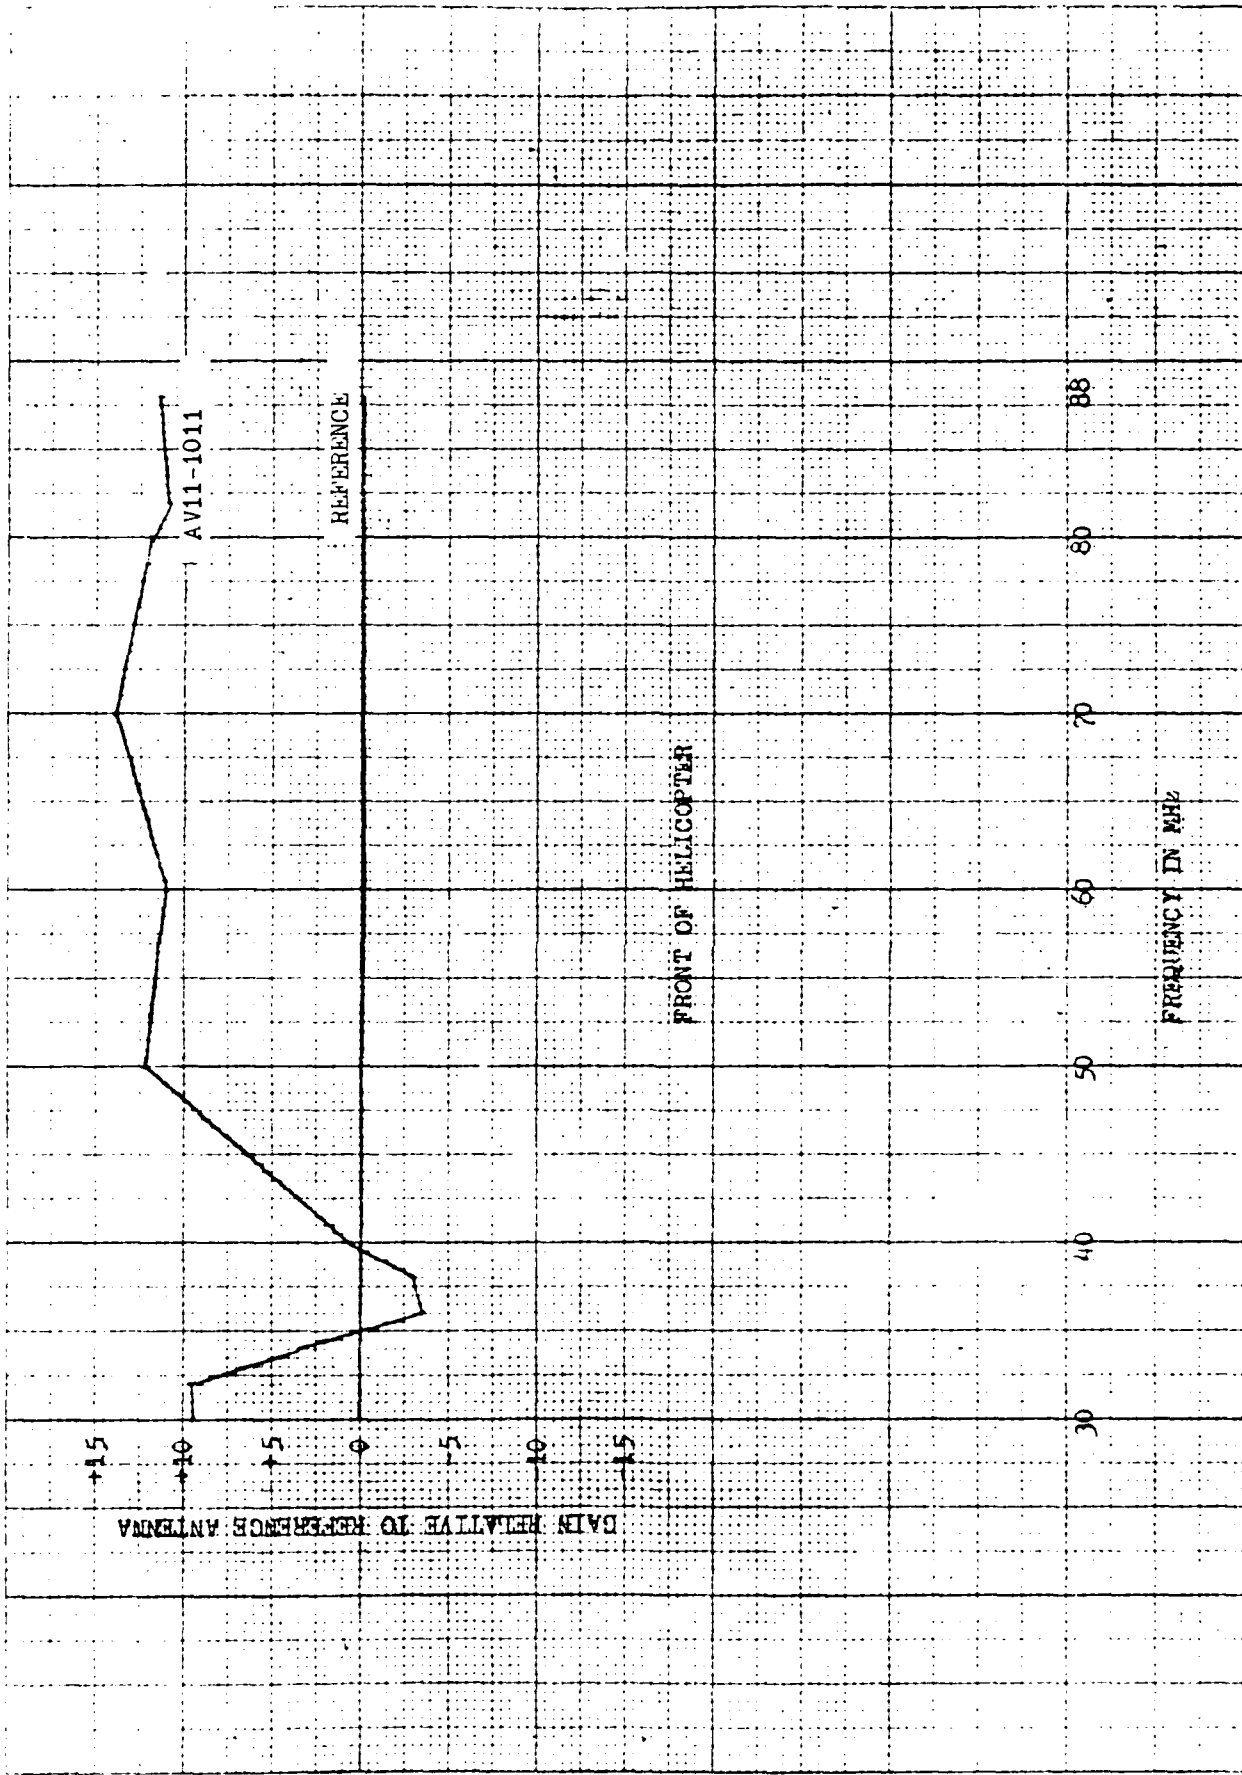 GAIN RELATIVE TO REFERENCE ANTENNA
+15
+10
+5
0
-5
-10
-15
AV11-1011
REFERENCE
FRONT OF HELICOPTER
30
40
50
60
70
80
88
FREQUENCY IN MHz